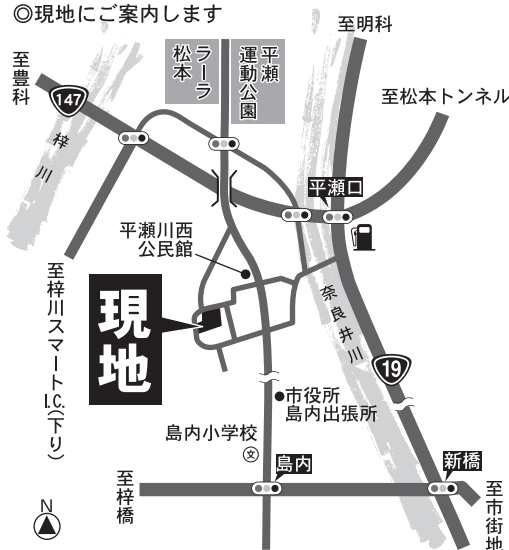 ◎現地にご案内します
至明科
至豊科
147
ラーラ
松本
平瀬
運動公園
至松本トンネル
梓川
平瀬口
平瀬川西
公民館
至梓川スマートI.C.(下り)
現地
奈良井川
19
市役所
島内出張所
島内小学校
文
島内
新橋
至梓橋
至市街地
N